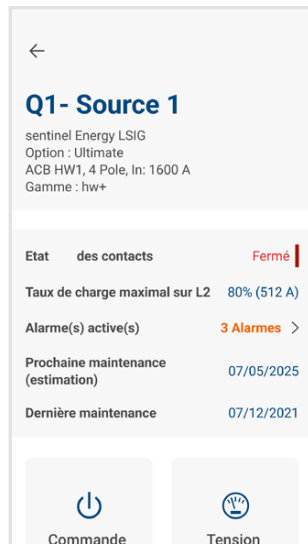 Q1- Source 1
sentinel Energy LSIG
Option : Ultimate
ACB HW1, 4 Pole, In: 1600 A
Gamme : hw+
Etat des contacts Fermé
Taux de charge maximal sur L2 80% (512 A)
Alarme(s) active(s) 3 Alarmes >
Prochaine maintenance
(estimation) 07/05/2025
Dernière maintenance 07/12/2021
Commande Tension